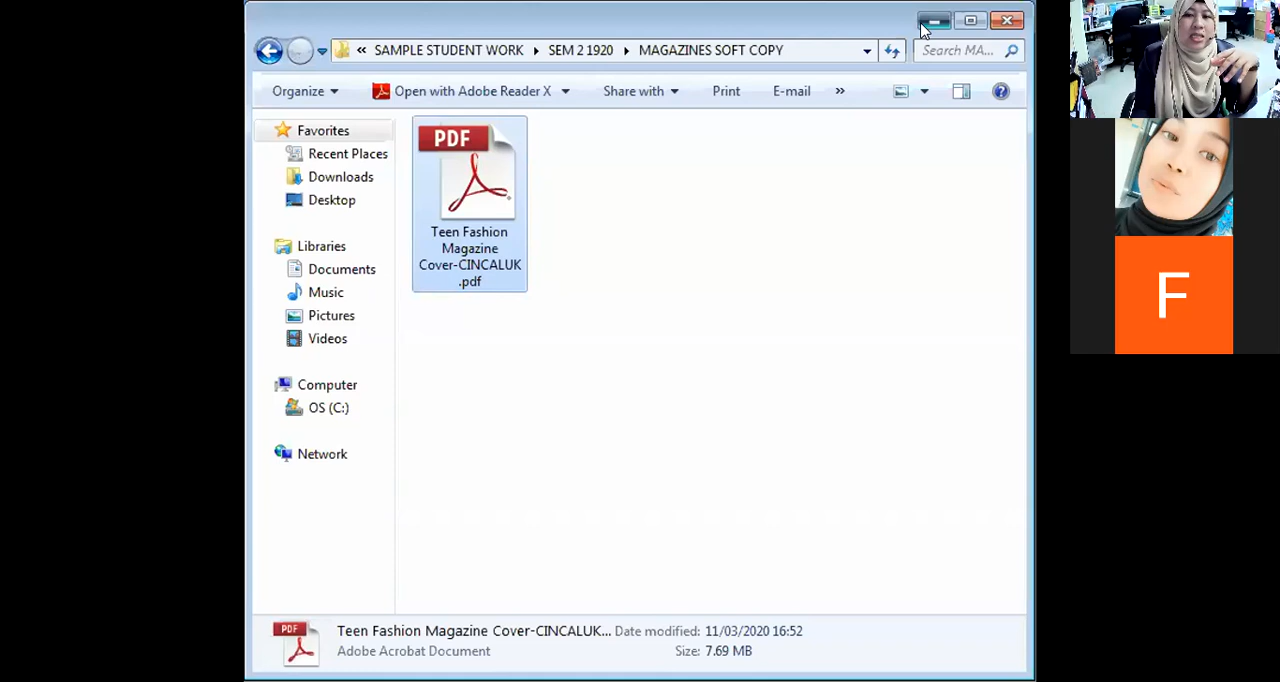 « SAMPLE STUDENT WORK SEM 2 1920 MAGAZINES SOFT COPY Search MA...
Organize Open with Adobe Reader X Share with Print E-mail »
Favorites
Recent Places
Downloads
Desktop
Libraries
Documents
Music
Pictures
Videos
Computer
OS (C:)
Network
PDF
Teen Fashion
Magazine
Cover-CINCALUK
.pdf
F
PDF
Teen Fashion Magazine Cover-CINCALUK... Date modified: 11/03/2020 16:52
Adobe Acrobat Document Size: 7.69 MB